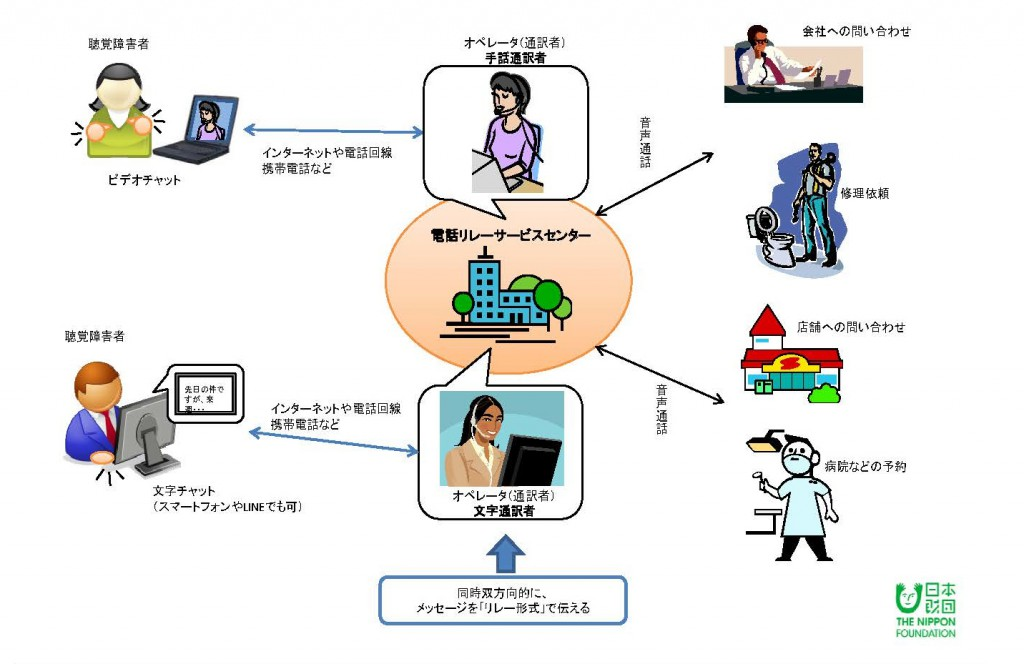 聴覚障害者
ビデオチャット
インターネットや電話回線
携帯電話など
オペレータ（通訳者）
手話通訳者
電話リレーサービスセンター
音声通話
会社への問い合わせ
修理依頼
店舗への問い合わせ
病院などの予約
音声通話
聴覚障害者
先日の件で
すが、来
週・・・
文字チャット
（スマートフォンやLINEでも可）
インターネットや電話回線
携帯電話など
オペレータ（通訳者）
文字通訳者
同時双方向的に、
メッセージを「リレー形式」で伝える
日本
財団
THE NIPPON
FOUNDATION